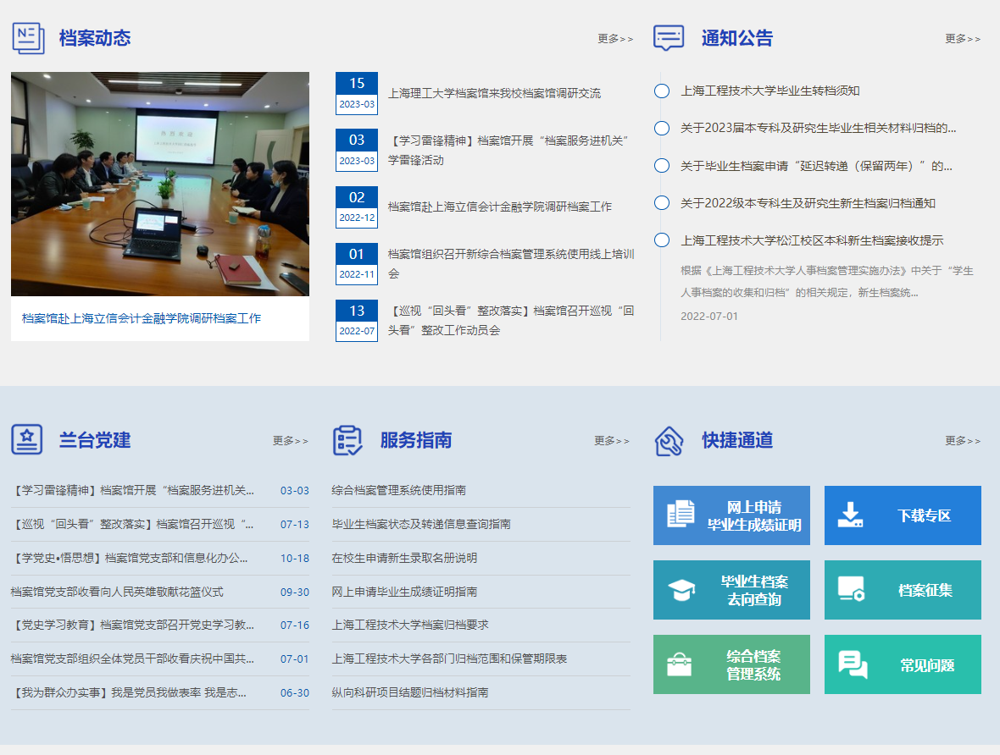 NE
档案动态
更多>>
档案馆赴上海立信会计金融学院调研档案工作
15
2023-03
上海理工大学档案馆来我校档案馆调研交流
03
2023-03
【学习雷锋精神】档案馆开展“档案服务进机关”
学雷锋活动
02
2022-12
档案馆赴上海立信会计金融学院调研档案工作
01
2022-11
档案馆组织召开新综合档案管理系统使用线上培训
会
13
2022-07
【巡视“回头看”整改落实】档案馆召开巡视“回
头看”整改工作动员会
通知公告
更多>>
上海工程技术大学毕业生转档须知
关于2023届本专科及研究生毕业生相关材料归档的...
关于毕业生档案申请“延迟转递（保留两年）”的...
关于2022级本专科生及研究生新生档案归档通知
上海工程技术大学松江校区本科新生档案接收提示
根据《上海工程技术大学人事档案管理实施办法》中关于“学生
人事档案的收集和归档”的相关规定，新生档案统...
2022-07-01
兰台党建
更多>>
【学习雷锋精神】档案馆开展“档案服务进机关... 03-03
【巡视“回头看”整改落实】档案馆召开巡视“... 07-13
【学党史•悟思想】档案馆党支部和信息化办公... 10-18
档案馆党支部收看向人民英雄敬献花篮仪式 09-30
【党史学习教育】档案馆党支部召开党史学习教... 07-16
档案馆党支部组织全体党员干部收看庆祝中国共... 07-01
【我为群众办实事】我是党员我做表率 我是志... 06-30
服务指南
更多>>
综合档案管理系统使用指南
毕业生档案状态及转递信息查询指南
在校生申请新生录取名册说明
网上申请毕业生成绩证明指南
上海工程技术大学档案归档要求
上海工程技术大学各部门归档范围和保管期限表
纵向科研项目结题归档材料指南
快捷通道
更多>>
网上申请
毕业生成绩证明
下载专区
毕业生档案
去向查询
档案征集
综合档案
管理系统
常见问题